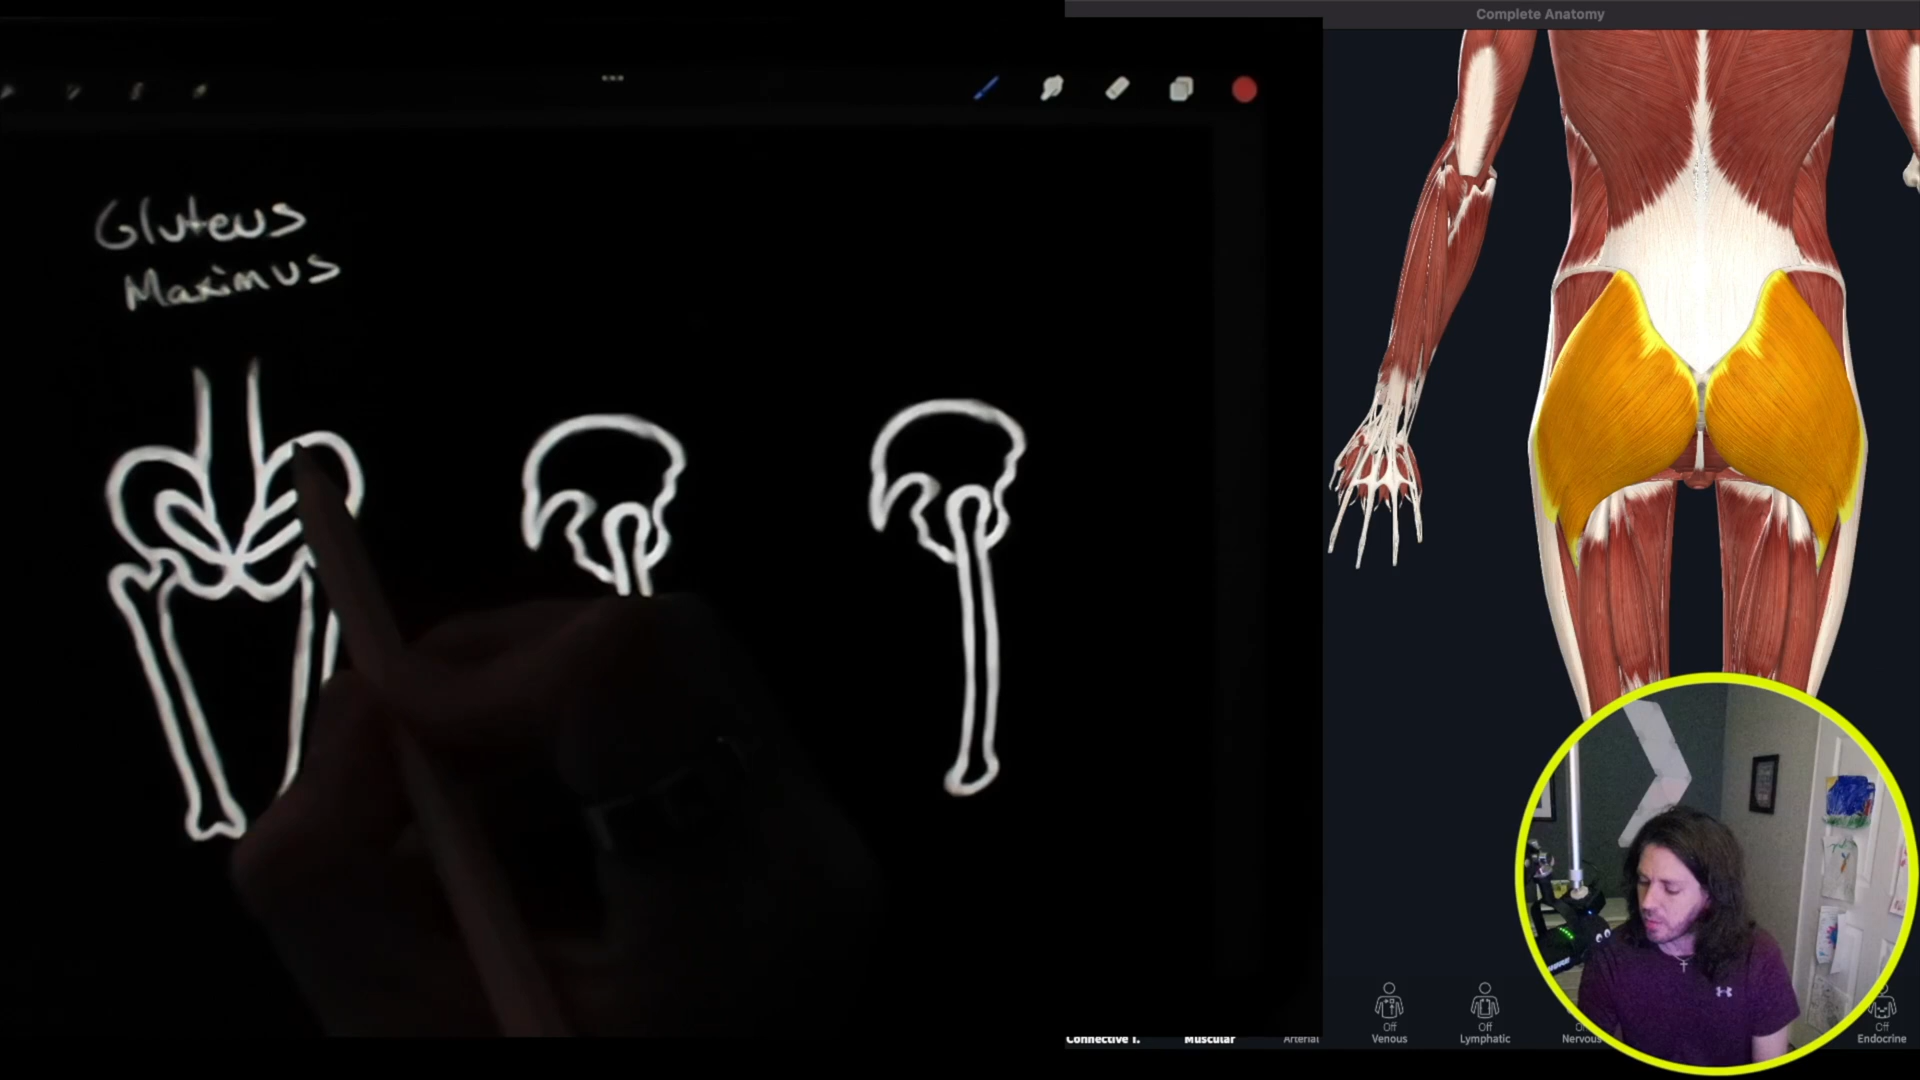 Complete Anatomy
Gluteus
Maximus
Off
Off
Off
Connective T.
Muscular
Arterial
Venous
Lymphatic
Nervous
Endocrine